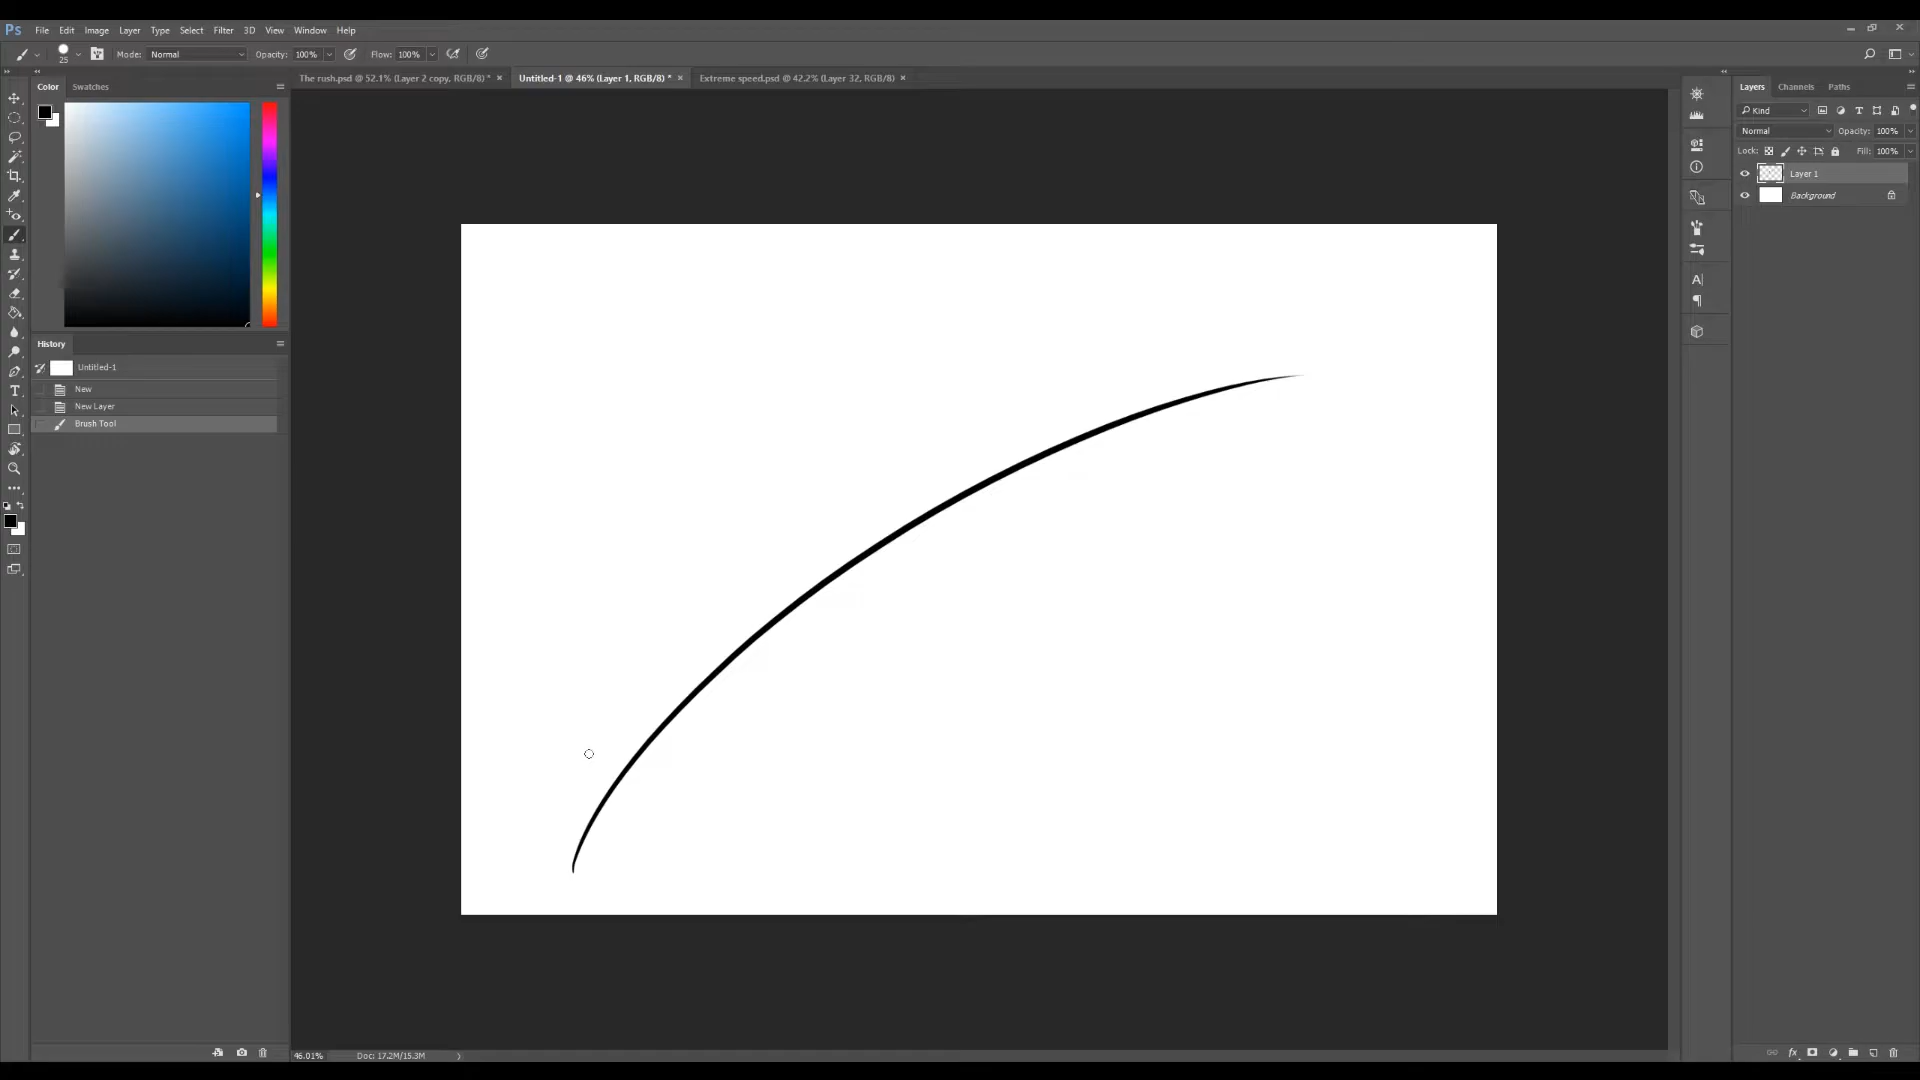 Ps File Edit Image Layer Type Select Filter 3D View Window Help
25 Mode: Normal Opacity: 100% Flow: 100%
The rush.psd @ 52.1% (Layer 2 copy, RGB/8) * × Untitled-1 @ 46% (Layer 1, RGB/8) * × Extreme speed.psd @ 42.2% (Layer 32, RGB/8) ×
Color Swatches
Layers Channels Paths
Kind
Normal Opacity: 100%
Lock: Fill: 100%
Layer 1
Background
History
Untitled-1
New
New Layer
Brush Tool
46.01% Doc: 17.2M/15.3M